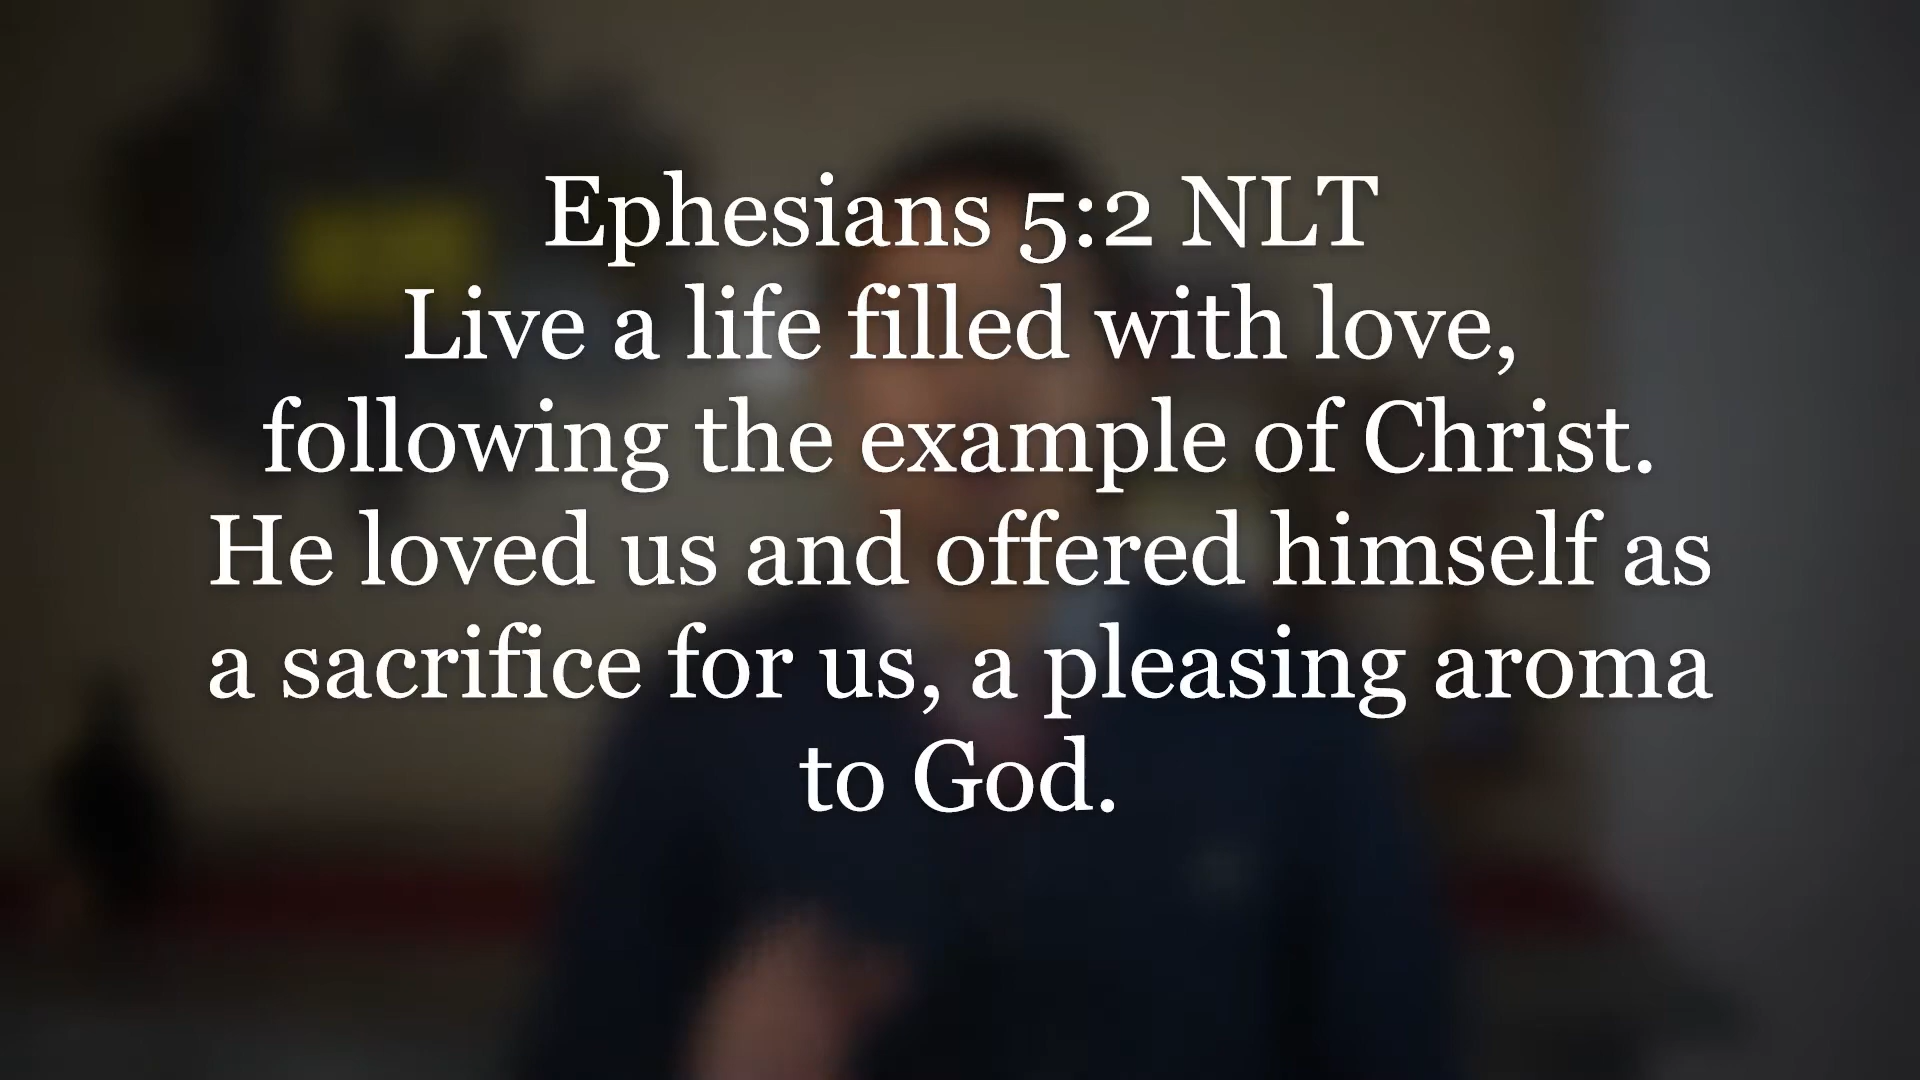 Ephesians 5:2 NLT
Live a life filled with love,
following the example of Christ.
He loved us and offered himself as
a sacrifice for us, a pleasing aroma
to God.